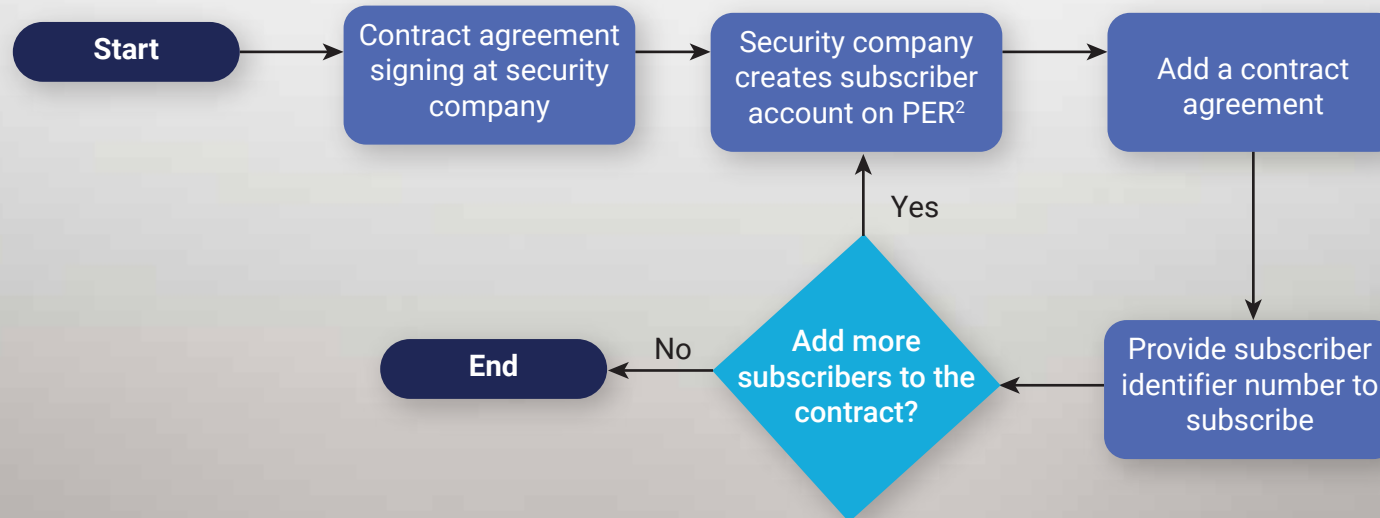 Start
Contract agreement
signing at security
company
Security company
creates subscriber
account on PER²
Add a contract
agreement
Yes
Provide subscriber
identifier number to
subscribe
Add more
subscribers to the
contract?
No
End